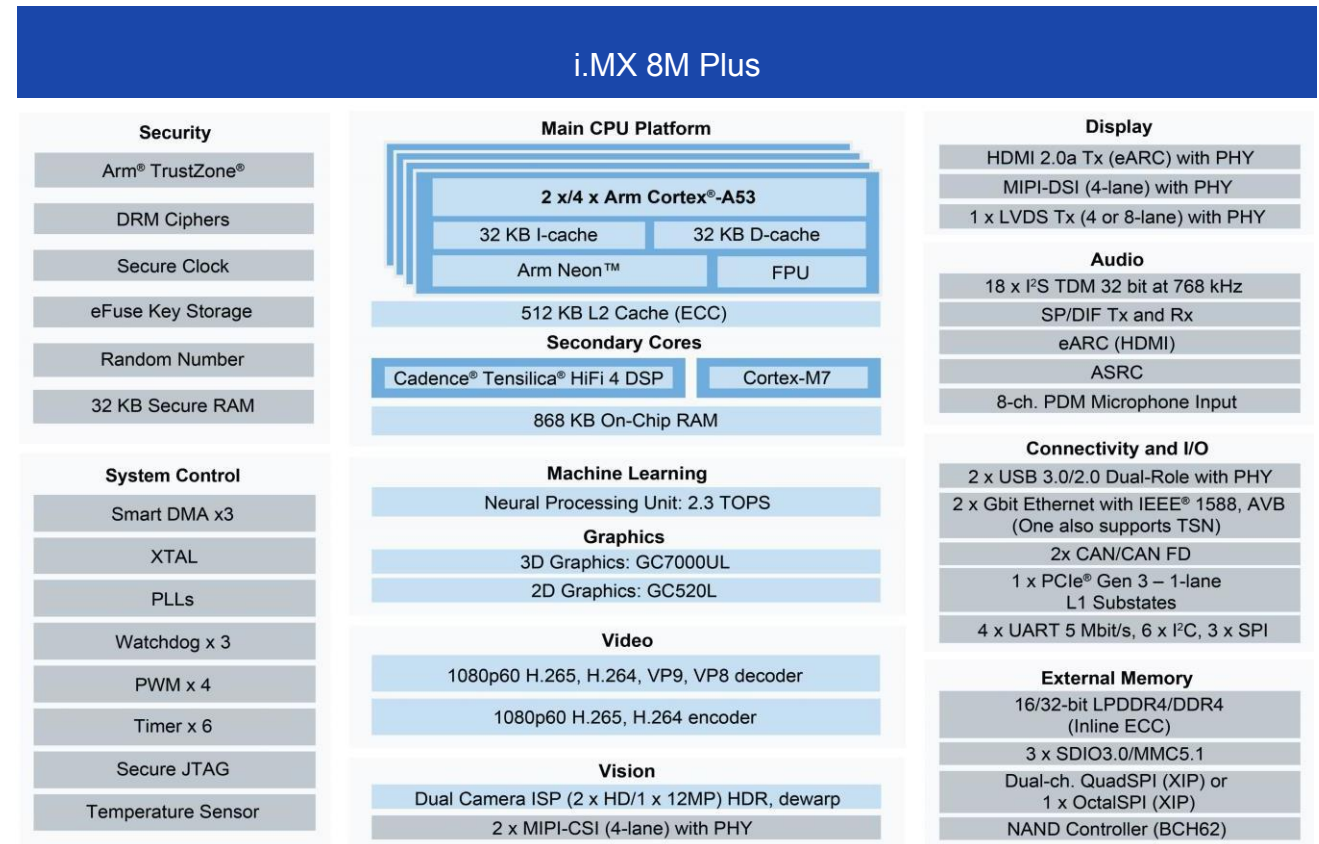 i.MX 8M Plus
Security
Arm® TrustZone®
DRM Ciphers
Secure Clock
eFuse Key Storage
Random Number
32 KB Secure RAM
System Control
Smart DMA x3
XTAL
PLLs
Watchdog x 3
PWM x 4
Timer x 6
Secure JTAG
Temperature Sensor
Main CPU Platform
2 x/4 x Arm Cortex®-A53
32 KB I-cache
32 KB D-cache
Arm Neon™
FPU
512 KB L2 Cache (ECC)
Secondary Cores
Cadence® Tensilica® HiFi 4 DSP
Cortex-M7
868 KB On-Chip RAM
Machine Learning
Neural Processing Unit: 2.3 TOPS
Graphics
3D Graphics: GC7000UL
2D Graphics: GC520L
Video
1080p60 H.265, H.264, VP9, VP8 decoder
1080p60 H.265, H.264 encoder
Vision
Dual Camera ISP (2 x HD/1 x 12MP) HDR, dewarp
2 x MIPI-CSI (4-lane) with PHY
Display
HDMI 2.0a Tx (eARC) with PHY
MIPI-DSI (4-lane) with PHY
1 x LVDS Tx (4 or 8-lane) with PHY
Audio
18 x I²S TDM 32 bit at 768 kHz
SP/DIF Tx and Rx
eARC (HDMI)
ASRC
8-ch. PDM Microphone Input
Connectivity and I/O
2 x USB 3.0/2.0 Dual-Role with PHY
2 x Gbit Ethernet with IEEE® 1588, AVB
(One also supports TSN)
2x CAN/CAN FD
1 x PCIe® Gen 3 – 1-lane
L1 Substates
4 x UART 5 Mbit/s, 6 x I²C, 3 x SPI
External Memory
16/32-bit LPDDR4/DDR4
(Inline ECC)
3 x SDIO3.0/MMC5.1
Dual-ch. QuadSPI (XIP) or
1 x OctalSPI (XIP)
NAND Controller (BCH62)